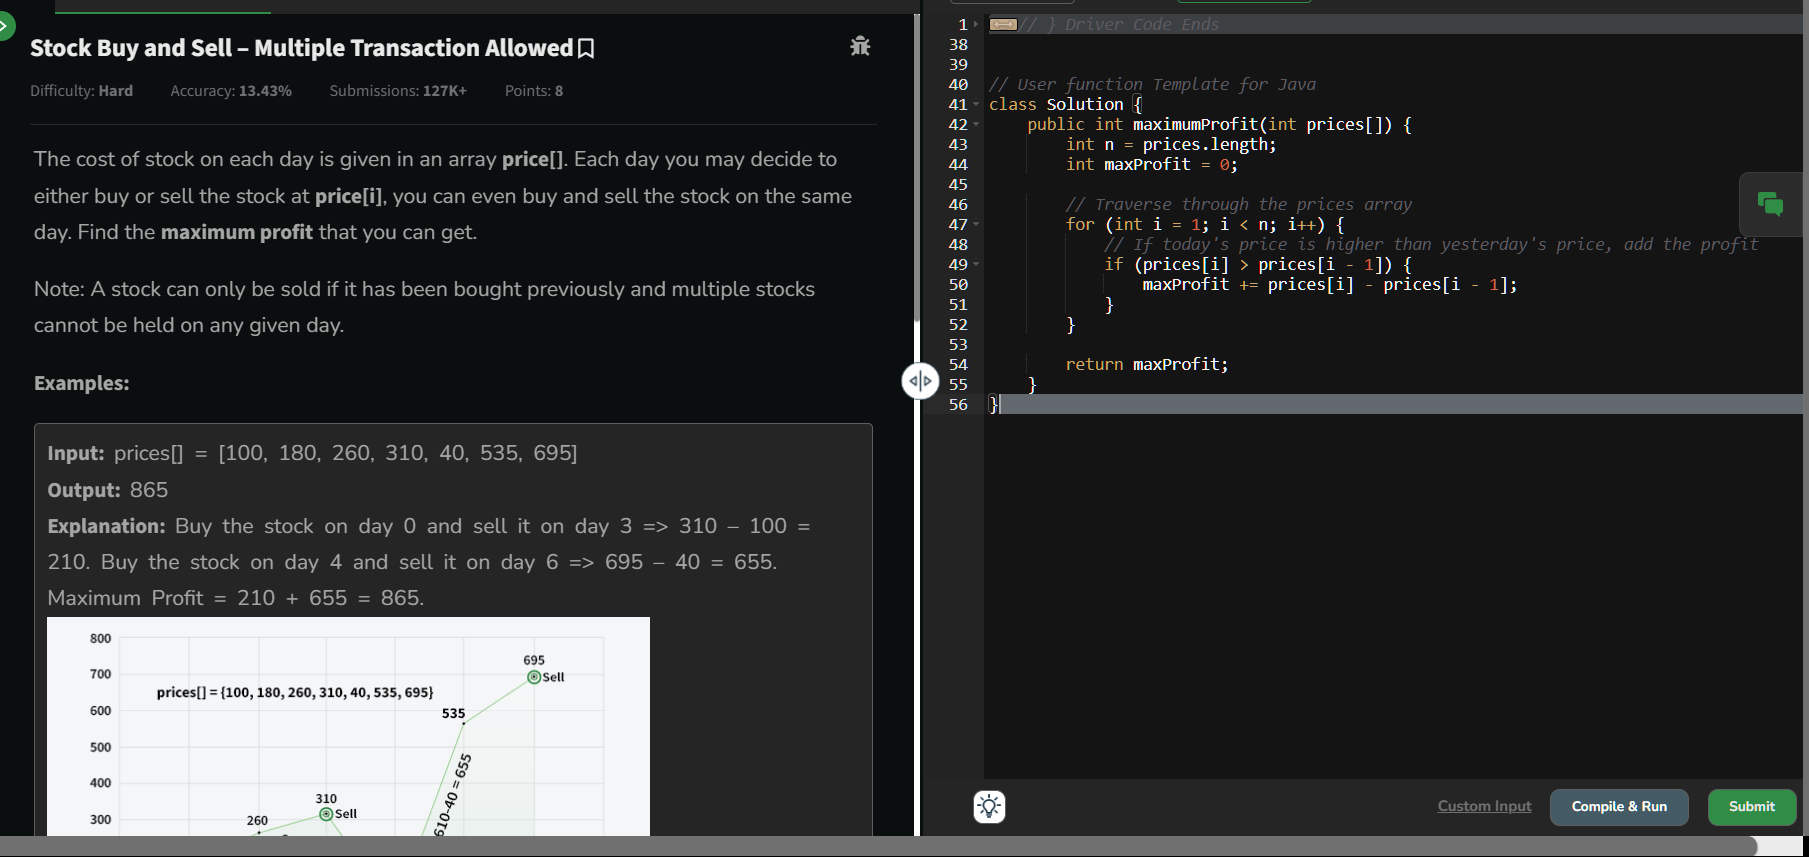 Stock Buy and Sell – Multiple Transaction Allowed
Difficulty: Hard Accuracy: 13.43% Submissions: 127K+ Points: 8
The cost of stock on each day is given in an array price[]. Each day you may decide to
either buy or sell the stock at price[i], you can even buy and sell the stock on the same
day. Find the maximum profit that you can get.
Note: A stock can only be sold if it has been bought previously and multiple stocks
cannot be held on any given day.
Examples:
Input: prices[] = [100, 180, 260, 310, 40, 535, 695]
Output: 865
Explanation: Buy the stock on day 0 and sell it on day 3 => 310 – 100 =
210. Buy the stock on day 4 and sell it on day 6 => 695 – 40 = 655.
Maximum Profit = 210 + 655 = 865.
800
700
600
500
400
300
prices[] = {100, 180, 260, 310, 40, 535, 695}
695
Sell
535
610-40 = 655
310
Sell
260
1 // } Driver Code Ends
38
39
40 // User function Template for Java
41 class Solution {
42     public int maximumProfit(int prices[]) {
43         int n = prices.length;
44         int maxProfit = 0;
45
46         // Traverse through the prices array
47         for (int i = 1; i < n; i++) {
48             // If today's price is higher than yesterday's price, add the profit
49             if (prices[i] > prices[i - 1]) {
50                 maxProfit += prices[i] - prices[i - 1];
51             }
52         }
53
54         return maxProfit;
55     }
56 }
Custom Input Compile & Run Submit